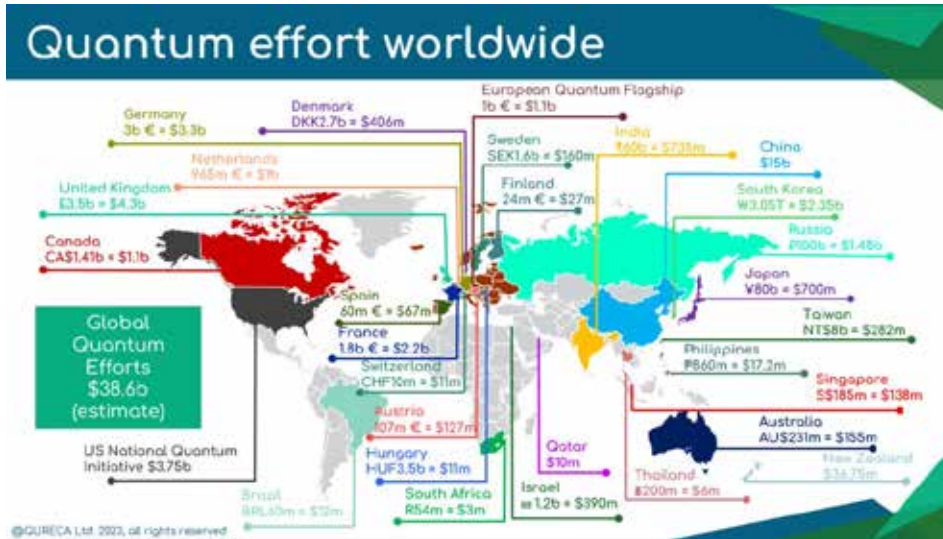 Quantum effort worldwide
European Quantum Flagship
1b € = $1.1b
Denmark
DKK2.7b = $406m
Germany
3b € = $3.3b
India
₹60b = $735m
Sweden
SEK1.6b = $160m
China
$15b
Netherlands
965m € = $1b
Finland
24m € = $27m
United Kingdom
£3.5b = $4.3b
South Korea
₩3.05T = $2.35b
Russia
₽100b = $1.45b
Canada
CA$1.41b = $1.1b
Japan
¥80b = $700m
Spain
60m € = $67m
Taiwan
NT$8b = $282m
Global
Quantum
Efforts
$38.6b
(estimate)
France
1.8b € = $2.2b
Philippines
₱860m = $17.2m
Switzerland
CHF10m = $11m
Singapore
S$185m = $138m
Austria
107m € = $127m
Australia
AU$231m = $155m
US National Quantum
Initiative $3.75b
Hungary
HUF3.5b = $11m
Qatar
$10m
New Zealand
$36.75m
Thailand
฿200m = $6m
Israel
1.2b = $390m
Brazil
BRL60m = $12m
South Africa
R54m = $3m
@QURECA Ltd. 2023, all rights reserved